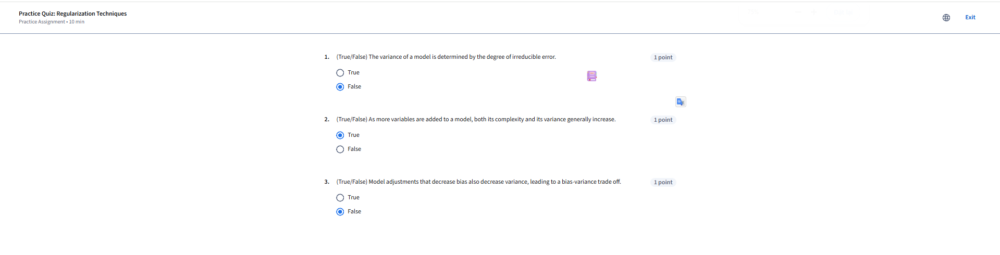 Practice Quiz: Regularization Techniques
Practice Assignment • 10 min
Exit
1. (True/False) The variance of a model is determined by the degree of irreducible error. 1 point
True
False
2. (True/False) As more variables are added to a model, both its complexity and its variance generally increase. 1 point
True
False
3. (True/False) Model adjustments that decrease bias also decrease variance, leading to a bias-variance trade off. 1 point
True
False